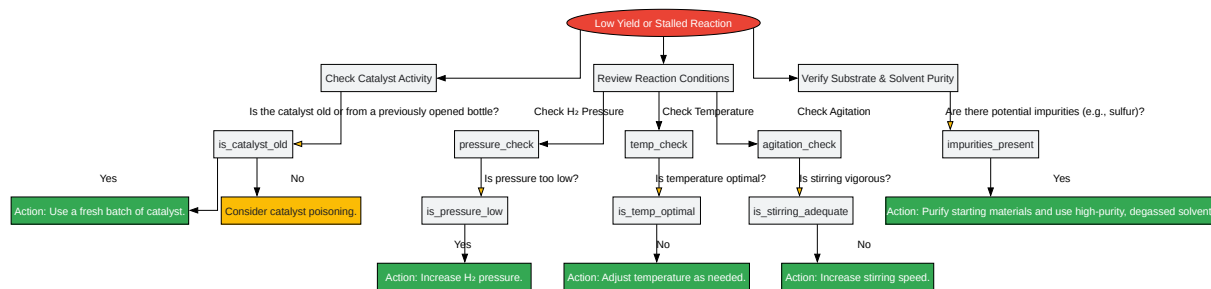 Low Yield or Stalled Reaction
Check Catalyst Activity
Review Reaction Conditions
Verify Substrate & Solvent Purity
Is the catalyst old or from a previously opened bottle?
Check H₂ Pressure
Check Temperature
Check Agitation
Are there potential impurities (e.g., sulfur)?
is_catalyst_old
pressure_check
temp_check
agitation_check
impurities_present
Yes
No
Is pressure too low?
Is temperature optimal?
Is stirring vigorous?
Yes
Action: Use a fresh batch of catalyst.
Consider catalyst poisoning.
is_pressure_low
is_temp_optimal
is_stirring_adequate
Action: Purify starting materials and use high-purity, degassed solvent
Yes
No
No
Action: Increase H₂ pressure.
Action: Adjust temperature as needed.
Action: Increase stirring speed.